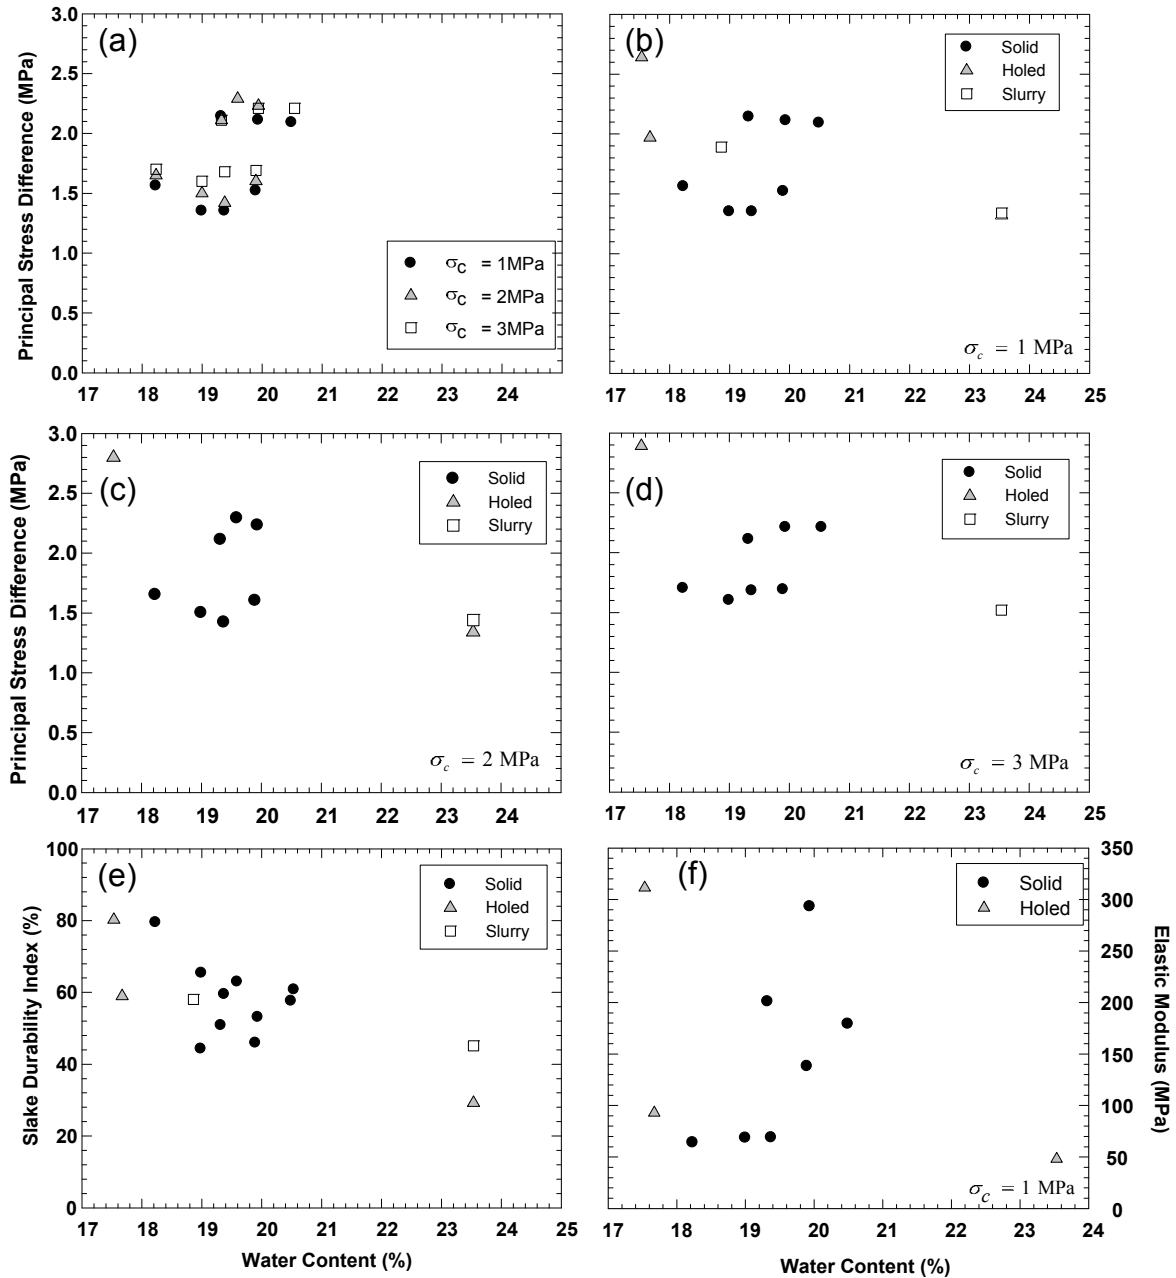 (a)
Principal Stress Difference (MPa)
3.0
2.5
2.0
1.5
1.0
0.5
0.0
σc = 1MPa
σc = 2MPa
σc = 3MPa
17 18 19 20 21 22 23 24
(b)
Solid
Holed
Slurry
σc = 1 MPa
17 18 19 20 21 22 23 24 25
(c)
Principal Stress Difference (MPa)
3.0
2.5
2.0
1.5
1.0
0.5
0.0
Solid
Holed
Slurry
σc = 2 MPa
17 18 19 20 21 22 23 24
(d)
Solid
Holed
Slurry
σc = 3 MPa
17 18 19 20 21 22 23 24 25
(e)
Slake Durability Index (%)
100
80
60
40
20
0
Solid
Holed
Slurry
17 18 19 20 21 22 23 24 25
Water Content (%)
(f)
Solid
Holed
350
300
250
200
150
100
50
0
Elastic Modulus (MPa)
σc = 1 MPa
17 18 19 20 21 22 23 24
Water Content (%)